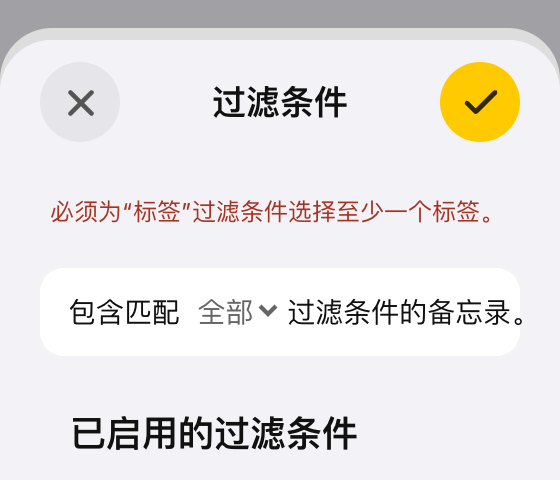 过滤条件
必须为“标签”过滤条件选择至少一个标签。
包含匹配 全部 过滤条件的备忘录。
已启用的过滤条件